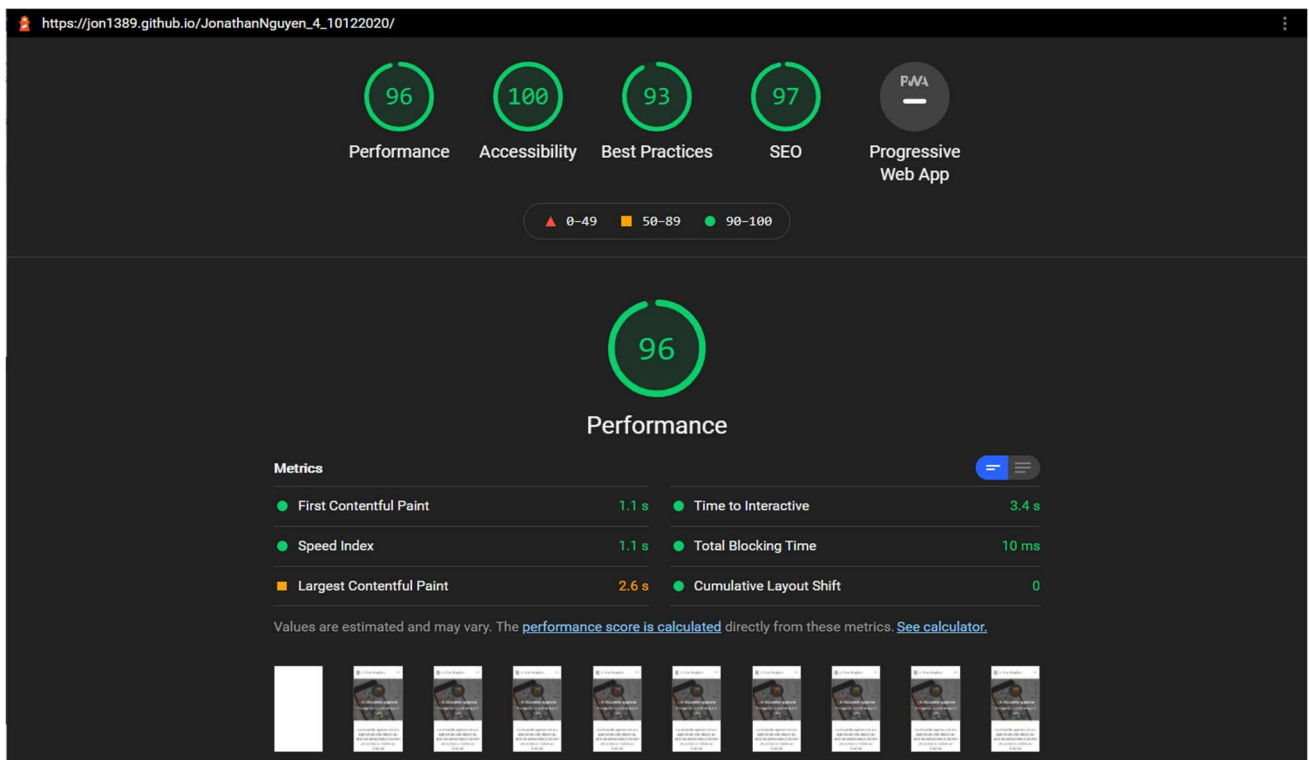 https://jon1389.github.io/JonathanNguyen_4_10122020/
96 100 93 97 PWA
Performance Accessibility Best Practices SEO Progressive
Web App
0–49 50–89 90–100
96
Performance
Metrics
First Contentful Paint 1.1 s Time to Interactive 3.4 s
Speed Index 1.1 s Total Blocking Time 10 ms
Largest Contentful Paint 2.6 s Cumulative Layout Shift 0
Values are estimated and may vary. The performance score is calculated directly from these metrics. See calculator.